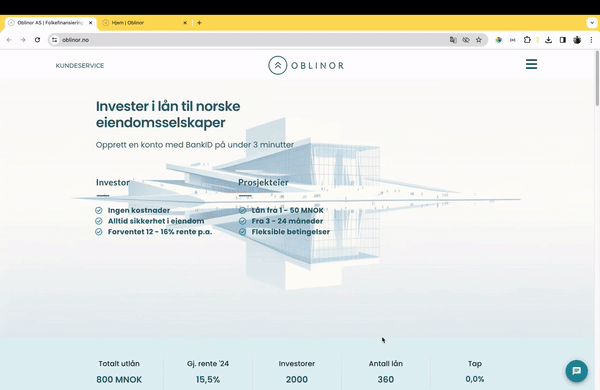 Oblinor AS | Folkefinansiering
Hjem | Oblinor
oblinor.no
KUNDESERVICE
OBLINOR
Invester i lån til norske
eiendomsselskaper
Opprett en konto med BankID på under 3 minutter
Investor
Prosjekteier
Ingen kostnader
Lån fra 1 - 50 MNOK
Alltid sikkerhet i eiendom
Fra 3 - 24 måneder
Forventet 12 - 16% rente p.a.
Fleksible betingelser
Totalt utlån
Gj. rente '24
Investorer
Antall lån
Tap
800 MNOK
15,5%
2000
360
0,0%